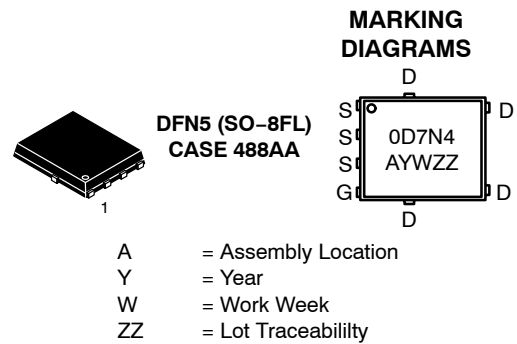 MARKING
DIAGRAMS
D
DFN5 (SO−8FL)
CASE 488AA
1
S
S
S
G
D
D
D
0D7N4
AYWZZ
A = Assembly Location
Y = Year
W = Work Week
ZZ = Lot Traceabililty